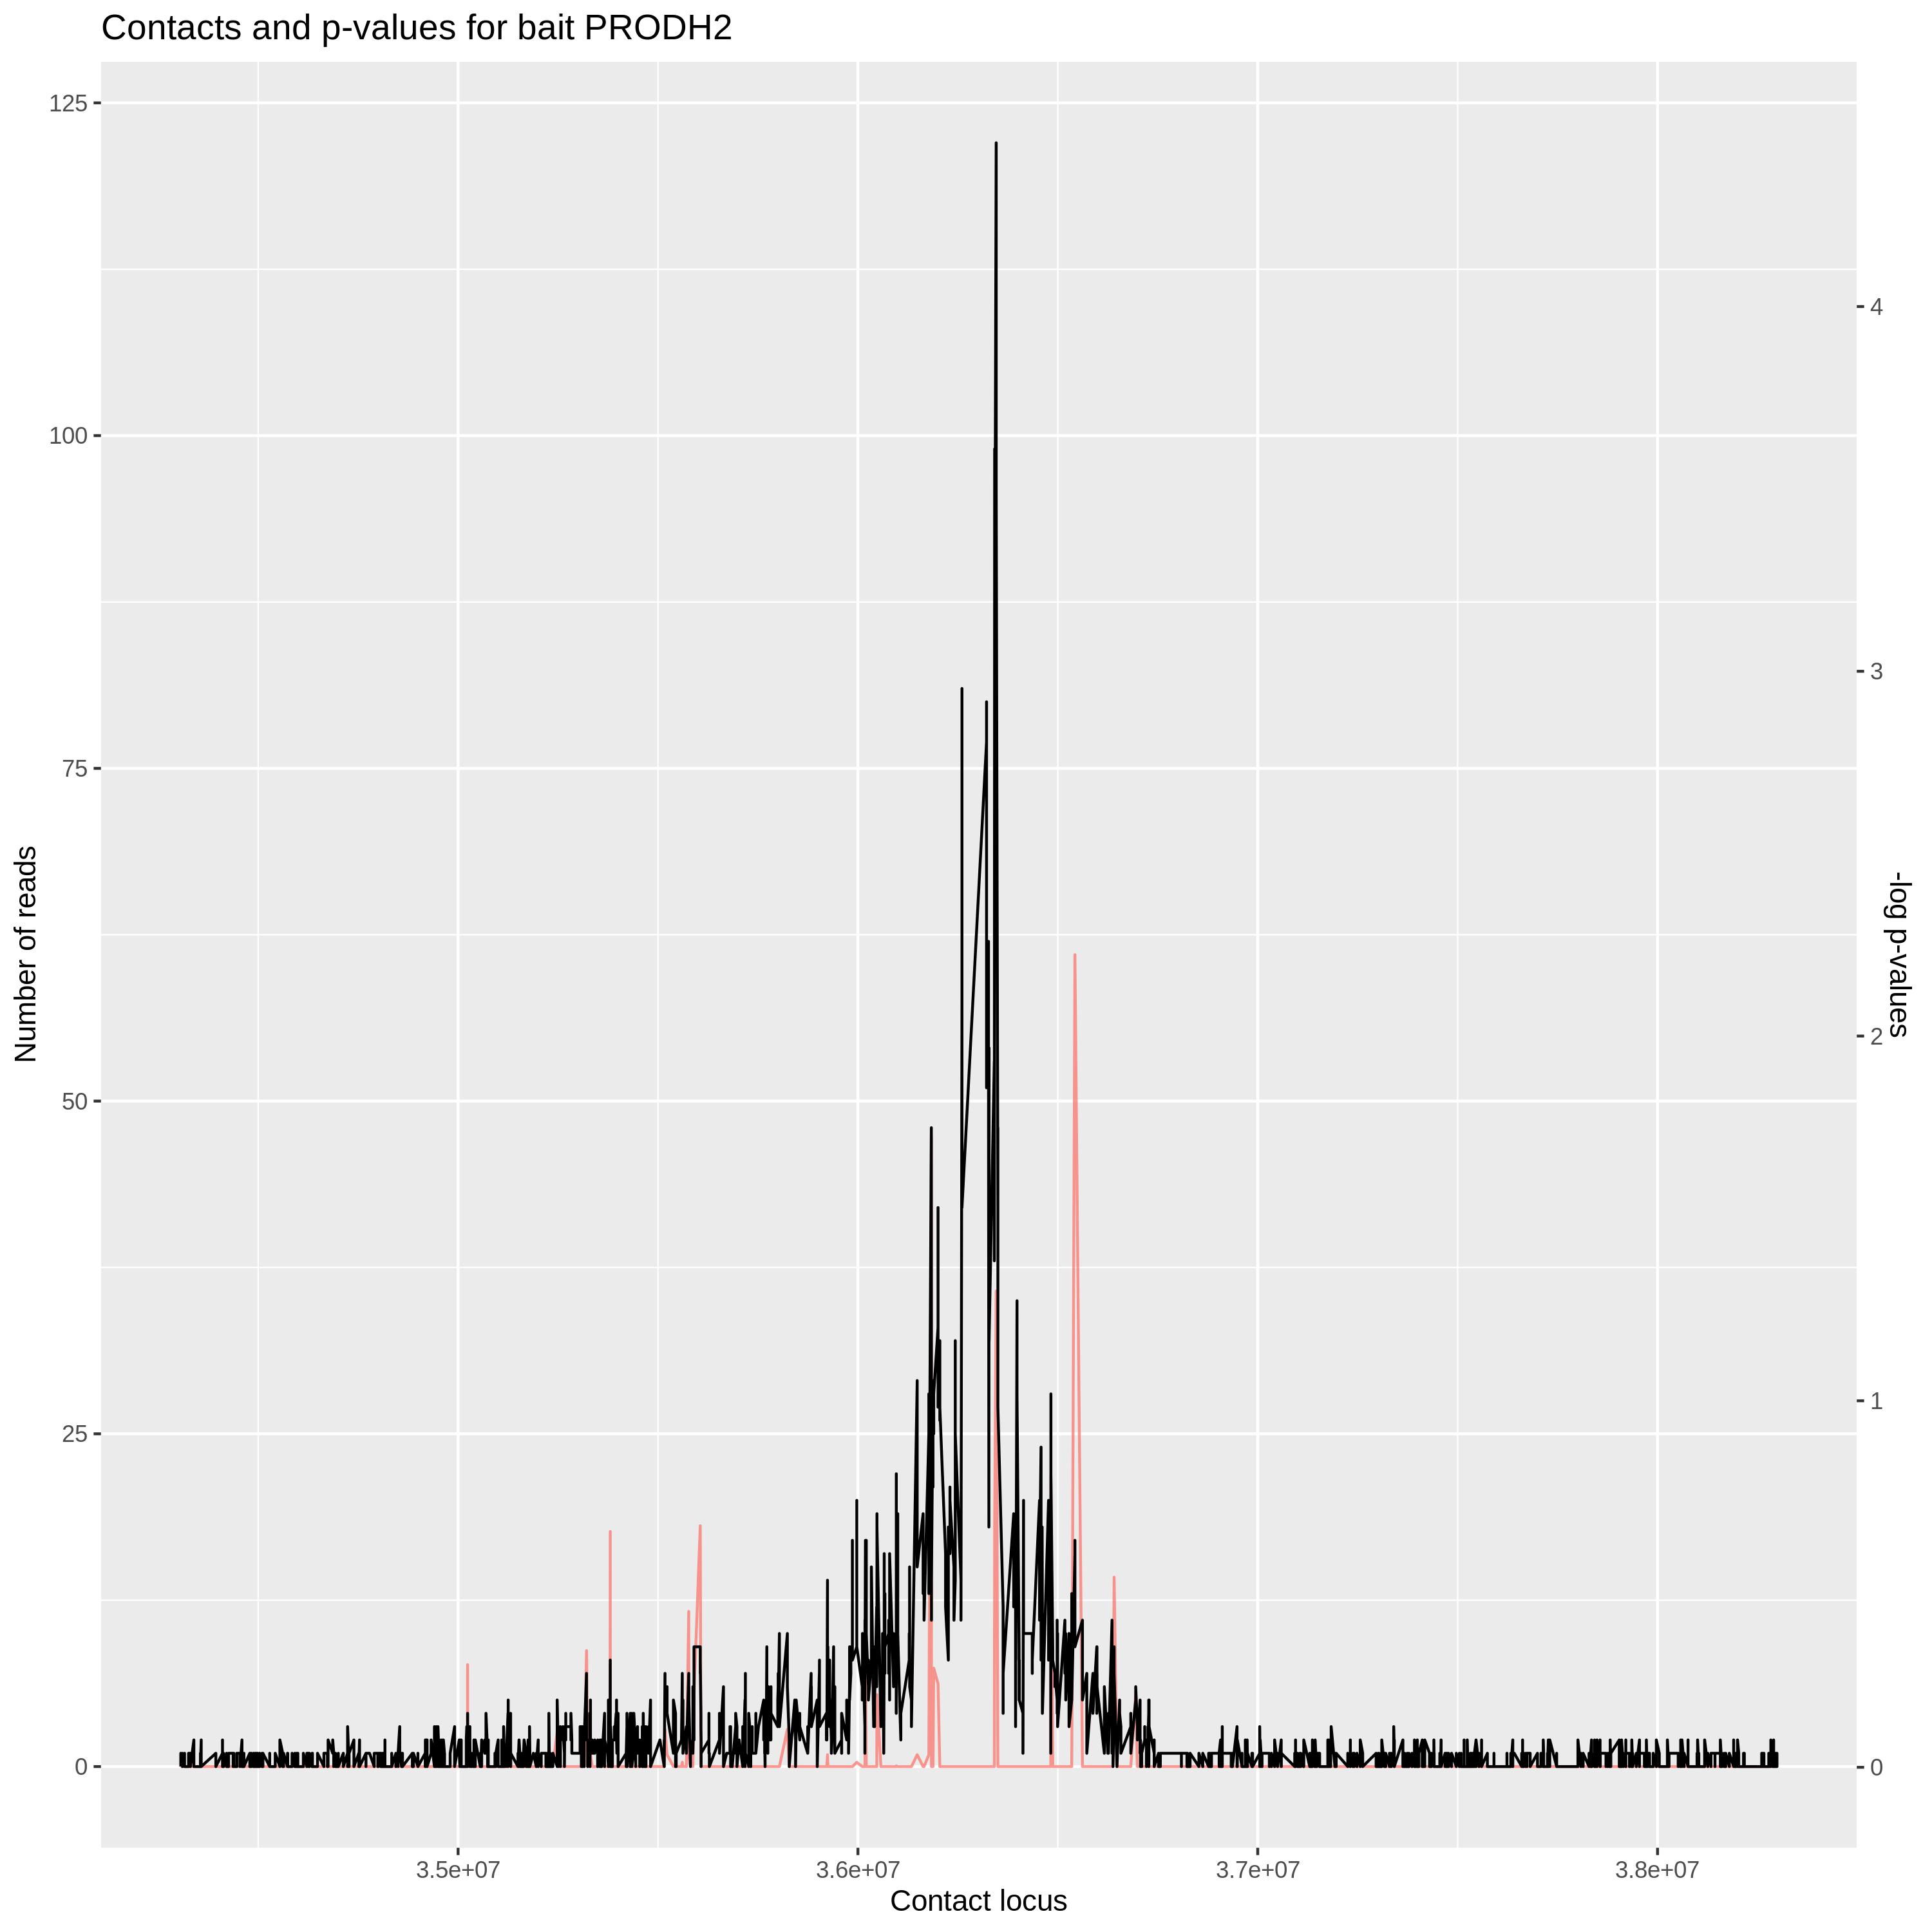 Contacts and p-values for bait PRODH2
125
100
75
50
25
0
Number of reads
4
3
2
1
0
-log p-values
3.5e+07 3.6e+07 3.7e+07 3.8e+07
Contact locus